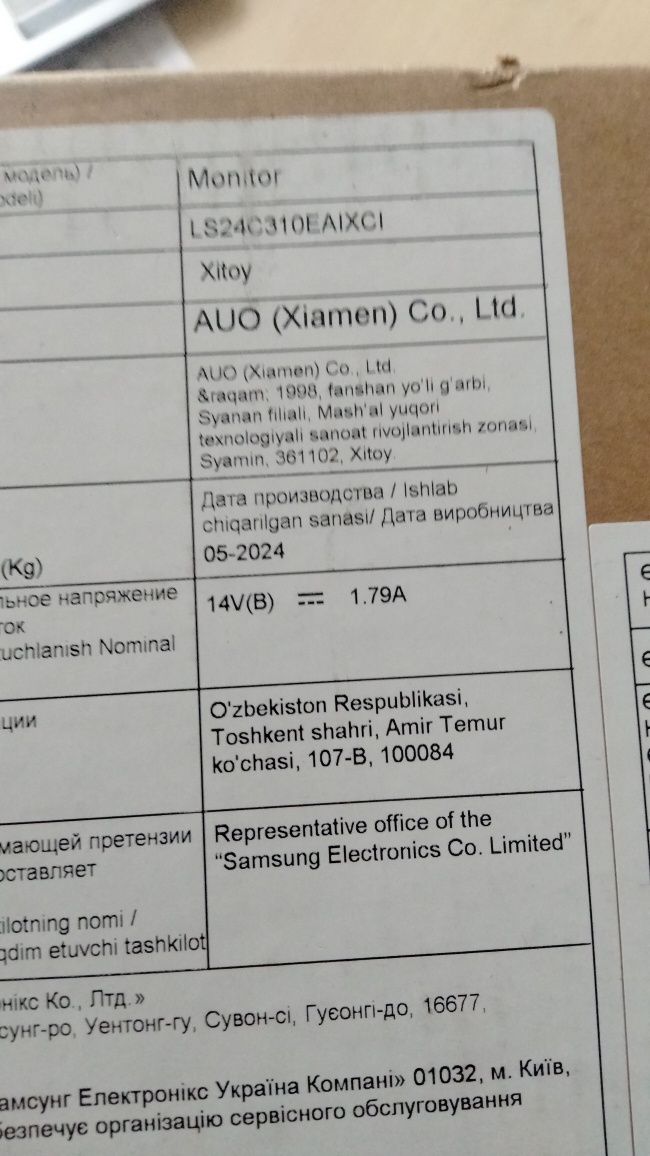 модель) /
odeli)
Monitor
LS24C310EAIXCI
Xitoy
AUO (Xiamen) Co., Ltd.
AUO (Xiamen) Co., Ltd.
&raqam; 1998, fanshan yo'li g'arbi,
Syanan filiali, Mash'al yuqori
texnologiyali sanoat rivojlantirish zonasi,
Syamin, 361102, Xitoy.
(Kg)
Дата производства / Ishlab
chiqarilgan sanasi/ Дата виробництва
05-2024
льное напряжение
ток
uchlanish Nominal
14V(B) 1.79A
ции
O'zbekiston Respublikasi,
Toshkent shahri, Amir Temur
ko'chasi, 107-B, 100084
мающей претензии
оставляет
ilotning nomi /
qdim etuvchi tashkilot
Representative office of the
“Samsung Electronics Co. Limited”
нікс Ко., Лтд.»
сунг-ро, Уентонг-гу, Сувон-сі, Гуєонгі-до, 16677,
амсунг Електронікс Україна Компані» 01032, м. Київ,
безпечує організацію сервісного обслуговування